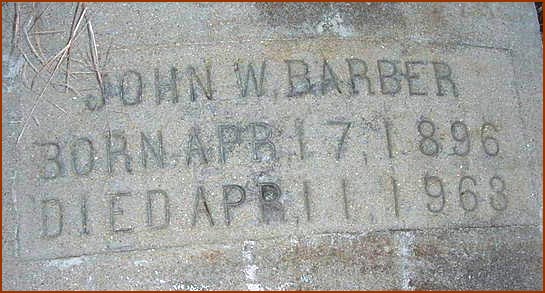 JOHN W. BARBER
BORN APR. 17, 1896
DIED APR. 11, 1963